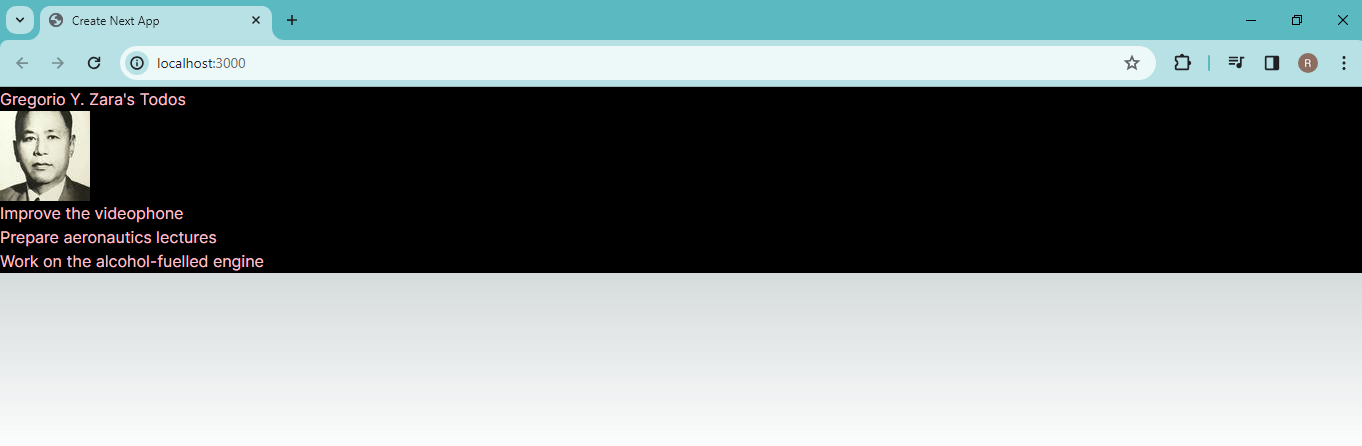 Create Next App
localhost:3000
R
Gregorio Y. Zara's Todos
Improve the videophone
Prepare aeronautics lectures
Work on the alcohol-fuelled engine